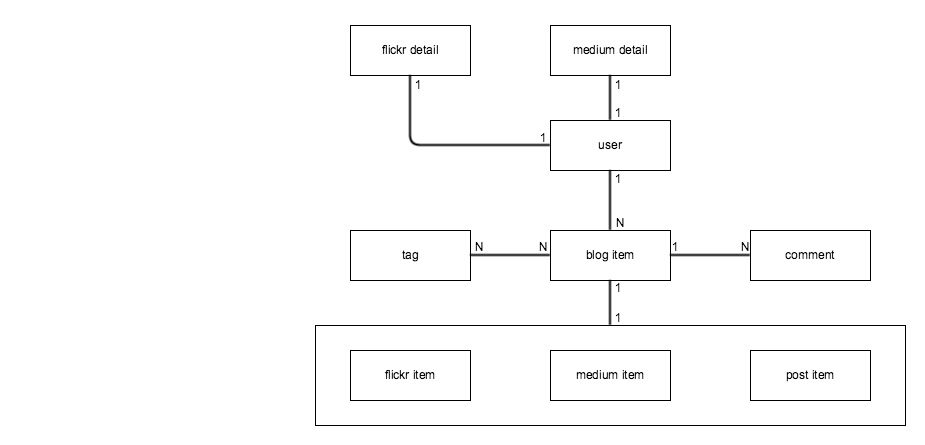 flickr detail
medium detail
1
1
1
1
user
1
N
N
N
1
N
tag
blog item
comment
1
1
flickr item
medium item
post item